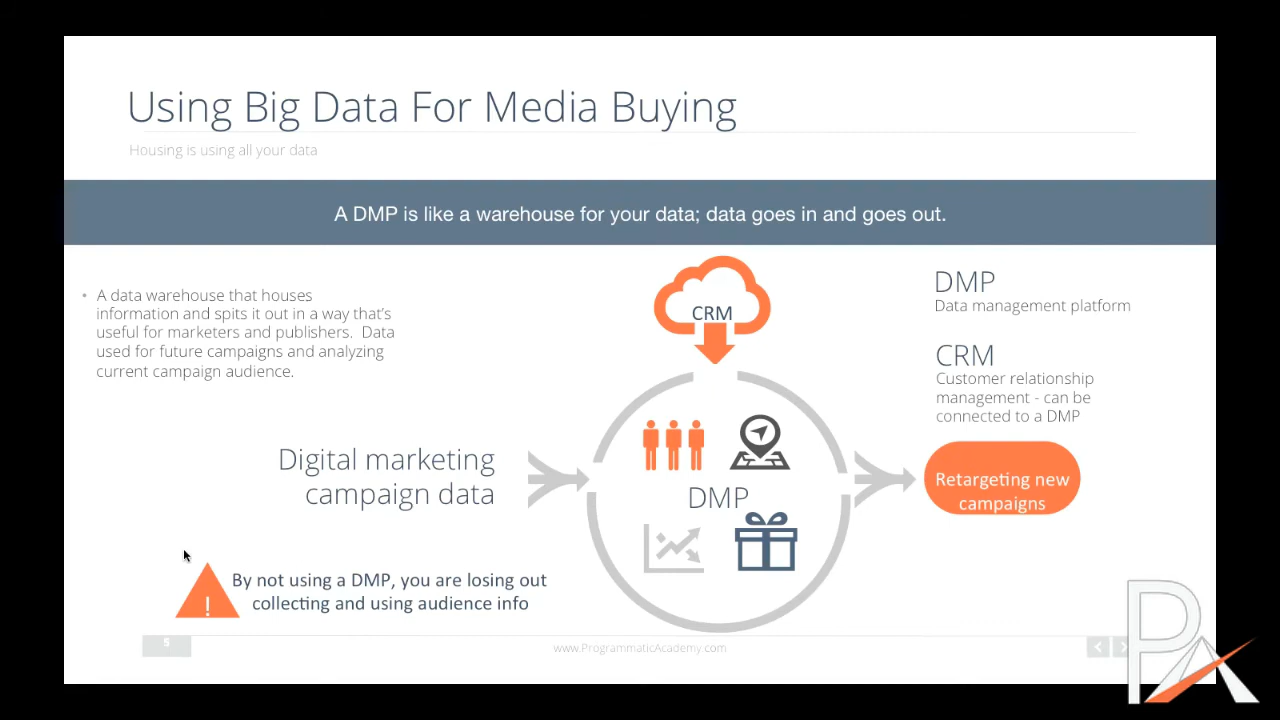 Using Big Data For Media Buying
Housing is using all your data
A DMP is like a warehouse for your data; data goes in and goes out.
• A data warehouse that houses
information and spits it out in a way that's
useful for marketers and publishers. Data
used for future campaigns and analyzing
current campaign audience.
CRM
DMP
Data management platform
CRM
Customer relationship
management - can be
connected to a DMP
Digital marketing
campaign data
DMP
Retargeting new
campaigns
!
By not using a DMP, you are losing out
collecting and using audience info
5
www.ProgrammaticAcademy.com
PA